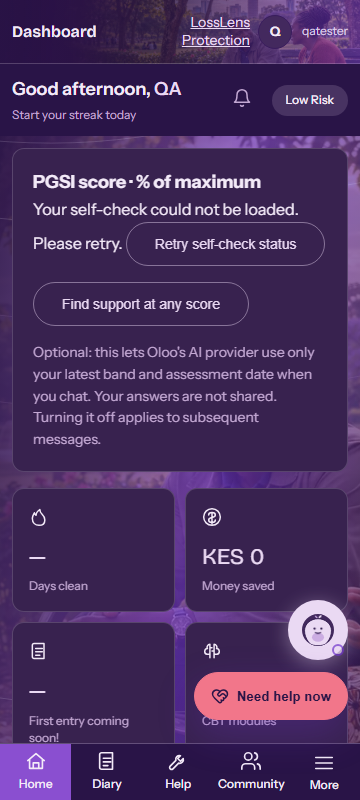 Dashboard
LossLens
Protection
Q
qatester
Good afternoon, QA
Start your streak today
Low Risk
PGSI score · % of maximum
Your self-check could not be loaded.
Please retry.
Retry self-check status
Find support at any score
Optional: this lets Oloo's AI provider use only
your latest band and assessment date when
you chat. Your answers are not shared.
Turning it off applies to subsequent
messages.
—
Days clean
KES 0
Money saved
—
First entry coming
soon!
CBT modules
Need help now
Home
Diary
Help
Community
More